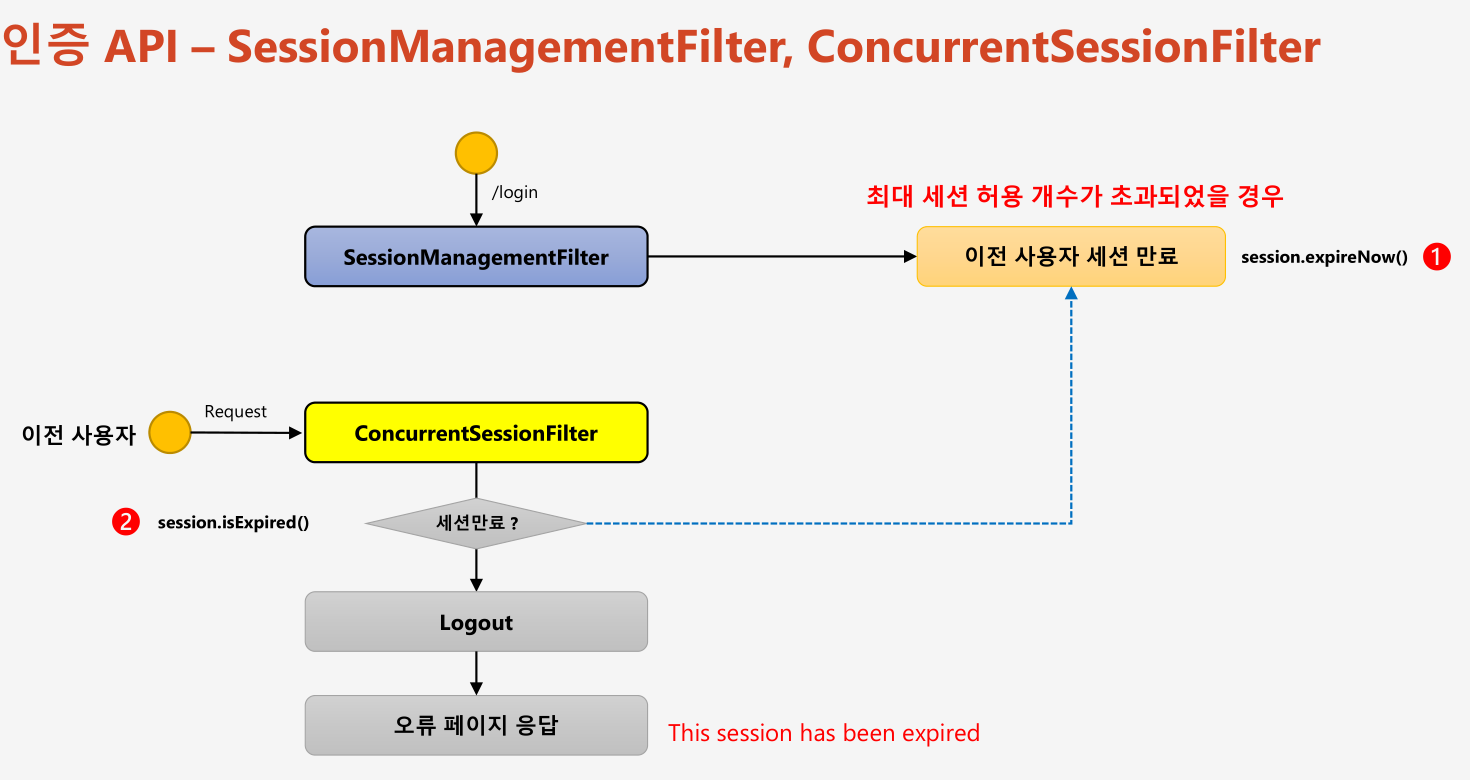 인증 API – SessionManagementFilter, ConcurrentSessionFilter
/login
최대 세션 허용 개수가 초과되었을 경우
SessionManagementFilter
이전 사용자 세션 만료
session.expireNow()
1
이전 사용자
Request
ConcurrentSessionFilter
2
session.isExpired()
세션만료 ?
Logout
오류 페이지 응답
This session has been expired